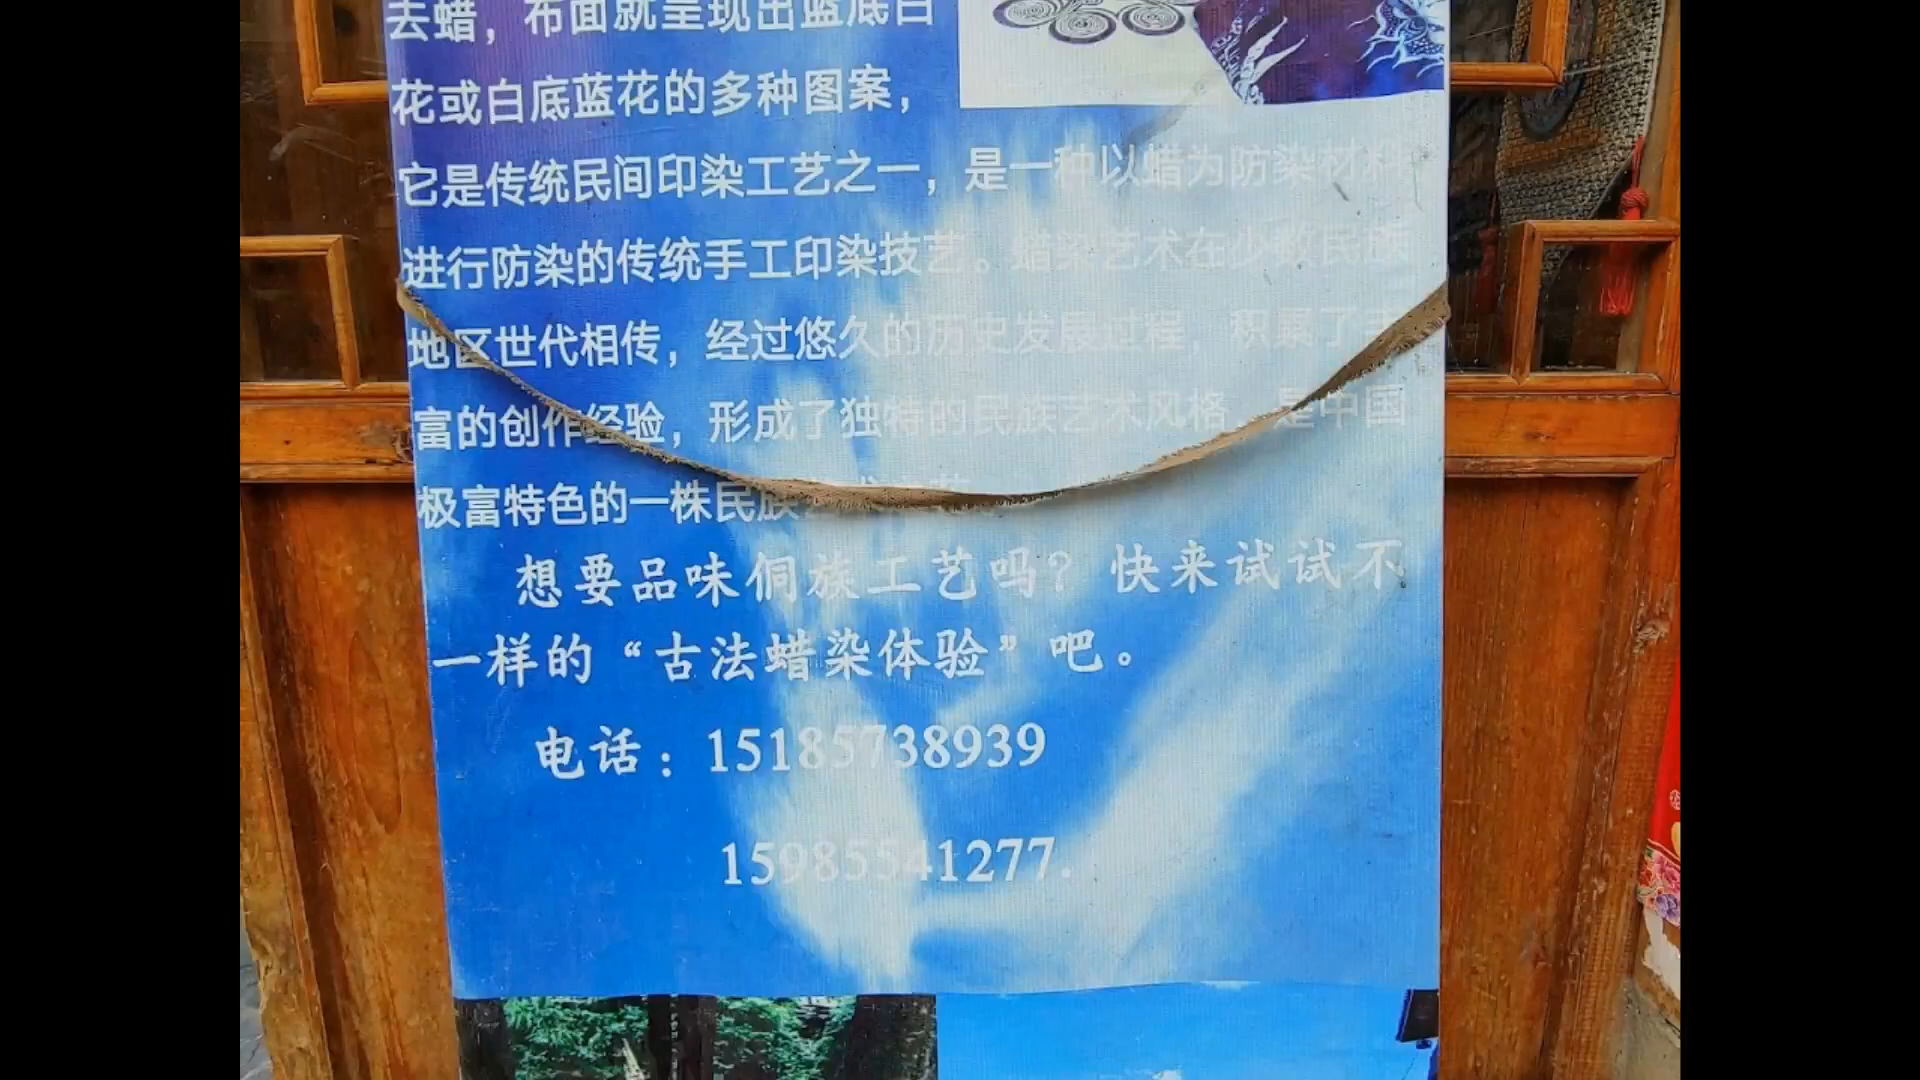 去蜡，布面就呈现出蓝底白
花或白底蓝花的多种图案，
它是传统民间印染工艺之一，是一种以蜡为防染材料
进行防染的传统手工印染技艺。蜡染艺术在少数民族
地区世代相传，经过悠久的历史发展过程，积累了丰
富的创作经验，形成了独特的民族艺术风格，是中国
极富特色的一株民族
想要品味侗族工艺吗？快来试试不
一样的“古法蜡染体验”吧。
电话：15185738939
15985541277.